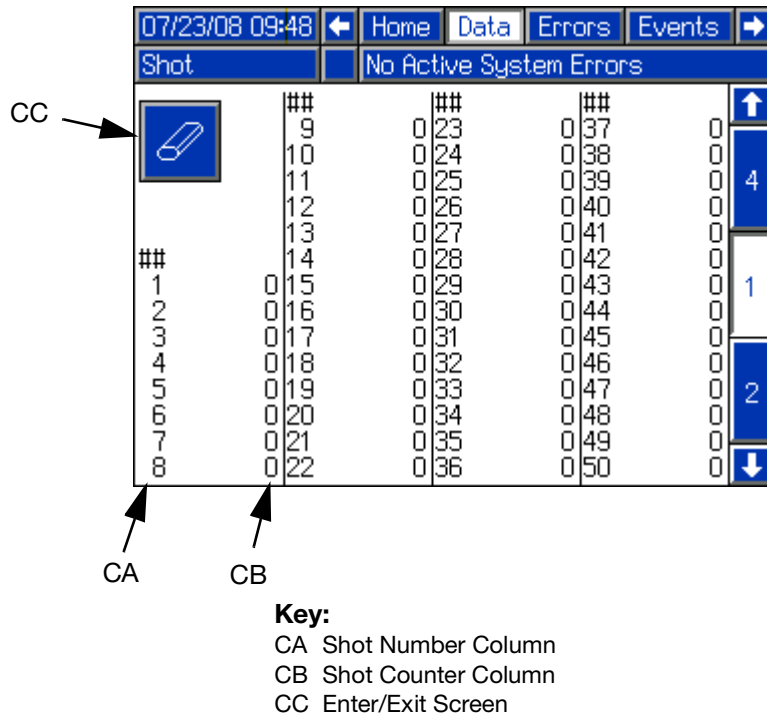 07/23/08 09:48 Home Data Errors Events
Shot No Active System Errors
## ## ##
CC
9 0 23 0 37 0
10 0 24 0 38 0
11 0 25 0 39 0 4
12 0 26 0 40 0
13 0 27 0 41 0
## 14 0 28 0 42 0
1 0 15 0 29 0 43 0 1
2 0 16 0 30 0 44 0
3 0 17 0 31 0 45 0
4 0 18 0 32 0 46 0
5 0 19 0 33 0 47 0 2
6 0 20 0 34 0 48 0
7 0 21 0 35 0 49 0
8 0 22 0 36 0 50 0
CA CB
Key:
CA Shot Number Column
CB Shot Counter Column
CC Enter/Exit Screen